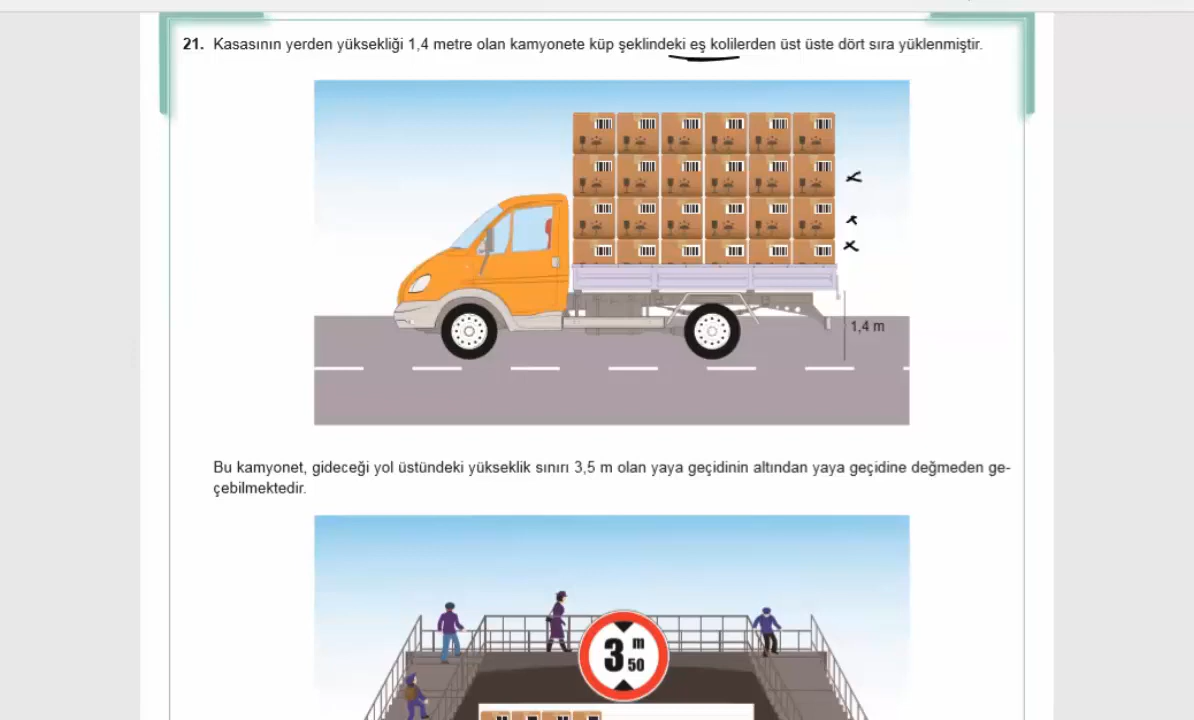 21. Kasasının yerden yüksekliği 1,4 metre olan kamyonete küp şeklindeki eş kolilerden üst üste dört sıra yüklenmiştir.
1,4 m
Bu kamyonet, gideceği yol üstündeki yükseklik sınırı 3,5 m olan yaya geçidinin altından yaya geçidine değmeden ge-
çebilmektedir.
3 m 50